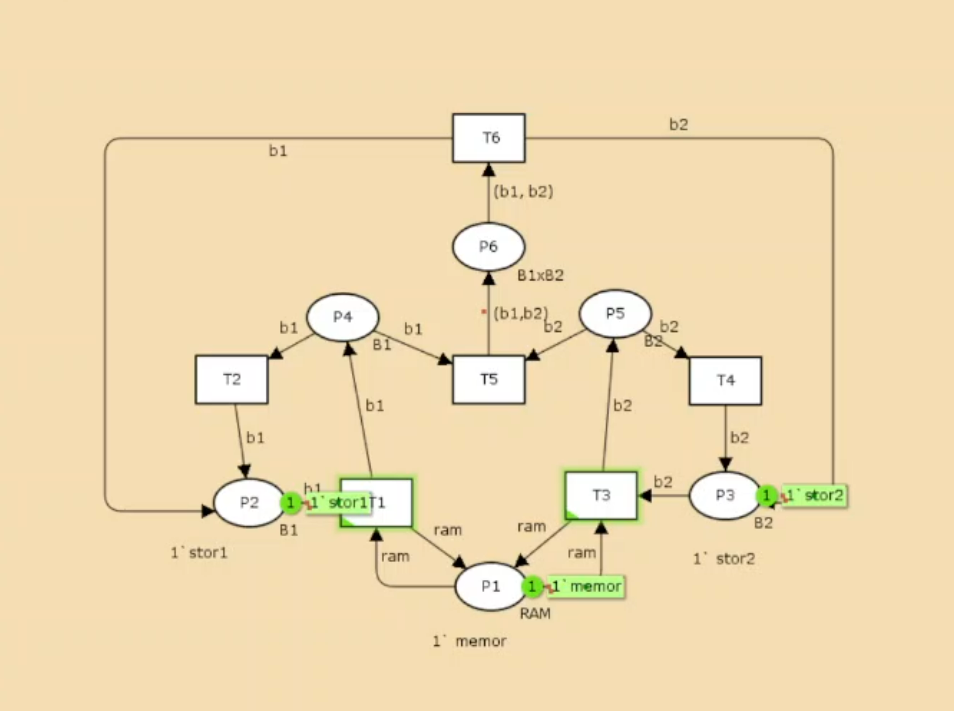 b2
T6
b1
(b1, b2)
P6
B1xB2
(b1,b2)
P4
P5
b1
b1
B1
b2
b2
B2
T2
T5
T4
b1
b2
b1
b2
P2
1
b1
1`stor1
T1
T3
b2
P3
1
1`stor2
B1
B2
ram
ram
1`stor1
ram
ram
1` stor2
P1
1
1`memor
RAM
1` memor